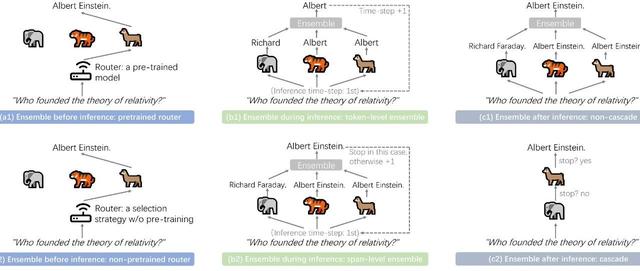 Albert Einstein.
Router: a pre-trained
model
"Who founded the theory of relativity?"
(a1) Ensemble before inference: pretrained router
Albert
Time-step +1
Ensemble
Richard
Albert
Albert
(Inference time-step: 1st)
"Who founded the theory of relativity?"
(b1) Ensemble during inference: token-level ensemble
Albert Einstein.
Ensemble
Richard Faraday.
Albert Einstein.
Albert Einstein
"Who founded the theory of relativity?"
(c1) Ensemble after inference: non-cascade
Albert Einstein.
Router: a selection
strategy w/o pre-training
"Who founded the theory of relativity?"
2) Ensemble before inference: non-pretrained router
Albert Einstein.
Stop in this case,
otherwise +1
Ensemble
Richard Faraday.
Albert Einstein.
Albert Einstein.
(Inference time-step: 1st)
"Who founded the theory of relativity?"
(b2) Ensemble during inference: span-level ensemble
Albert Einstein.
stop? yes
stop? no
"Who founded the theory of relativity?"
(c2) Ensemble after inference: cascade